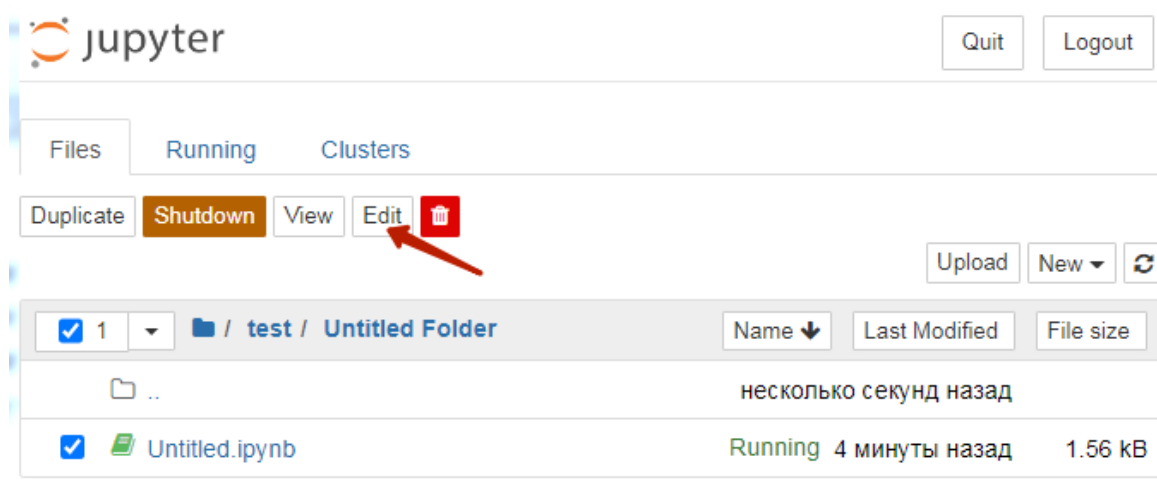 jupyter Quit Logout
Files Running Clusters
Duplicate Shutdown View Edit
Upload New
1 / test / Untitled Folder Name Last Modified File size
.. несколько секунд назад
Untitled.ipynb Running 4 минуты назад 1.56 kB